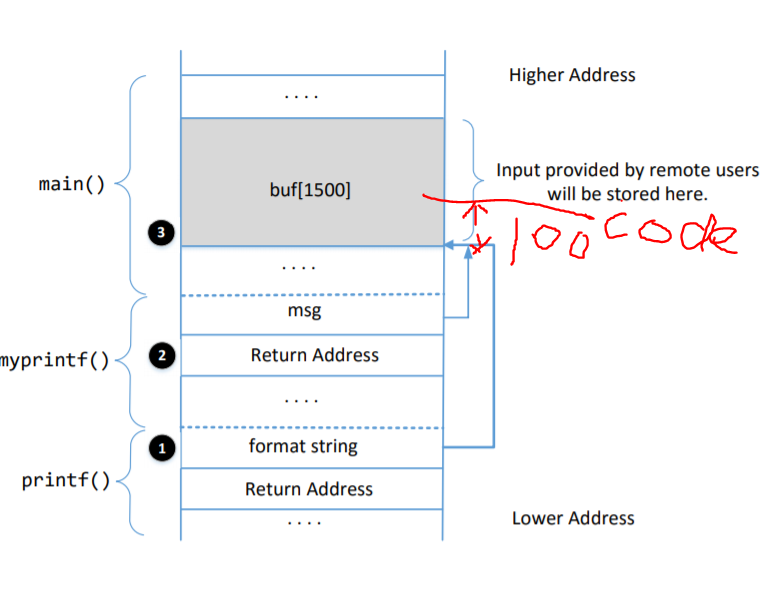 Higher Address
. . . .
main()
buf[1500]
Input provided by remote users
will be stored here.
100 code
3
. . . .
msg
myprintf()
2
Return Address
. . . .
1
format string
printf()
Return Address
. . . .
Lower Address